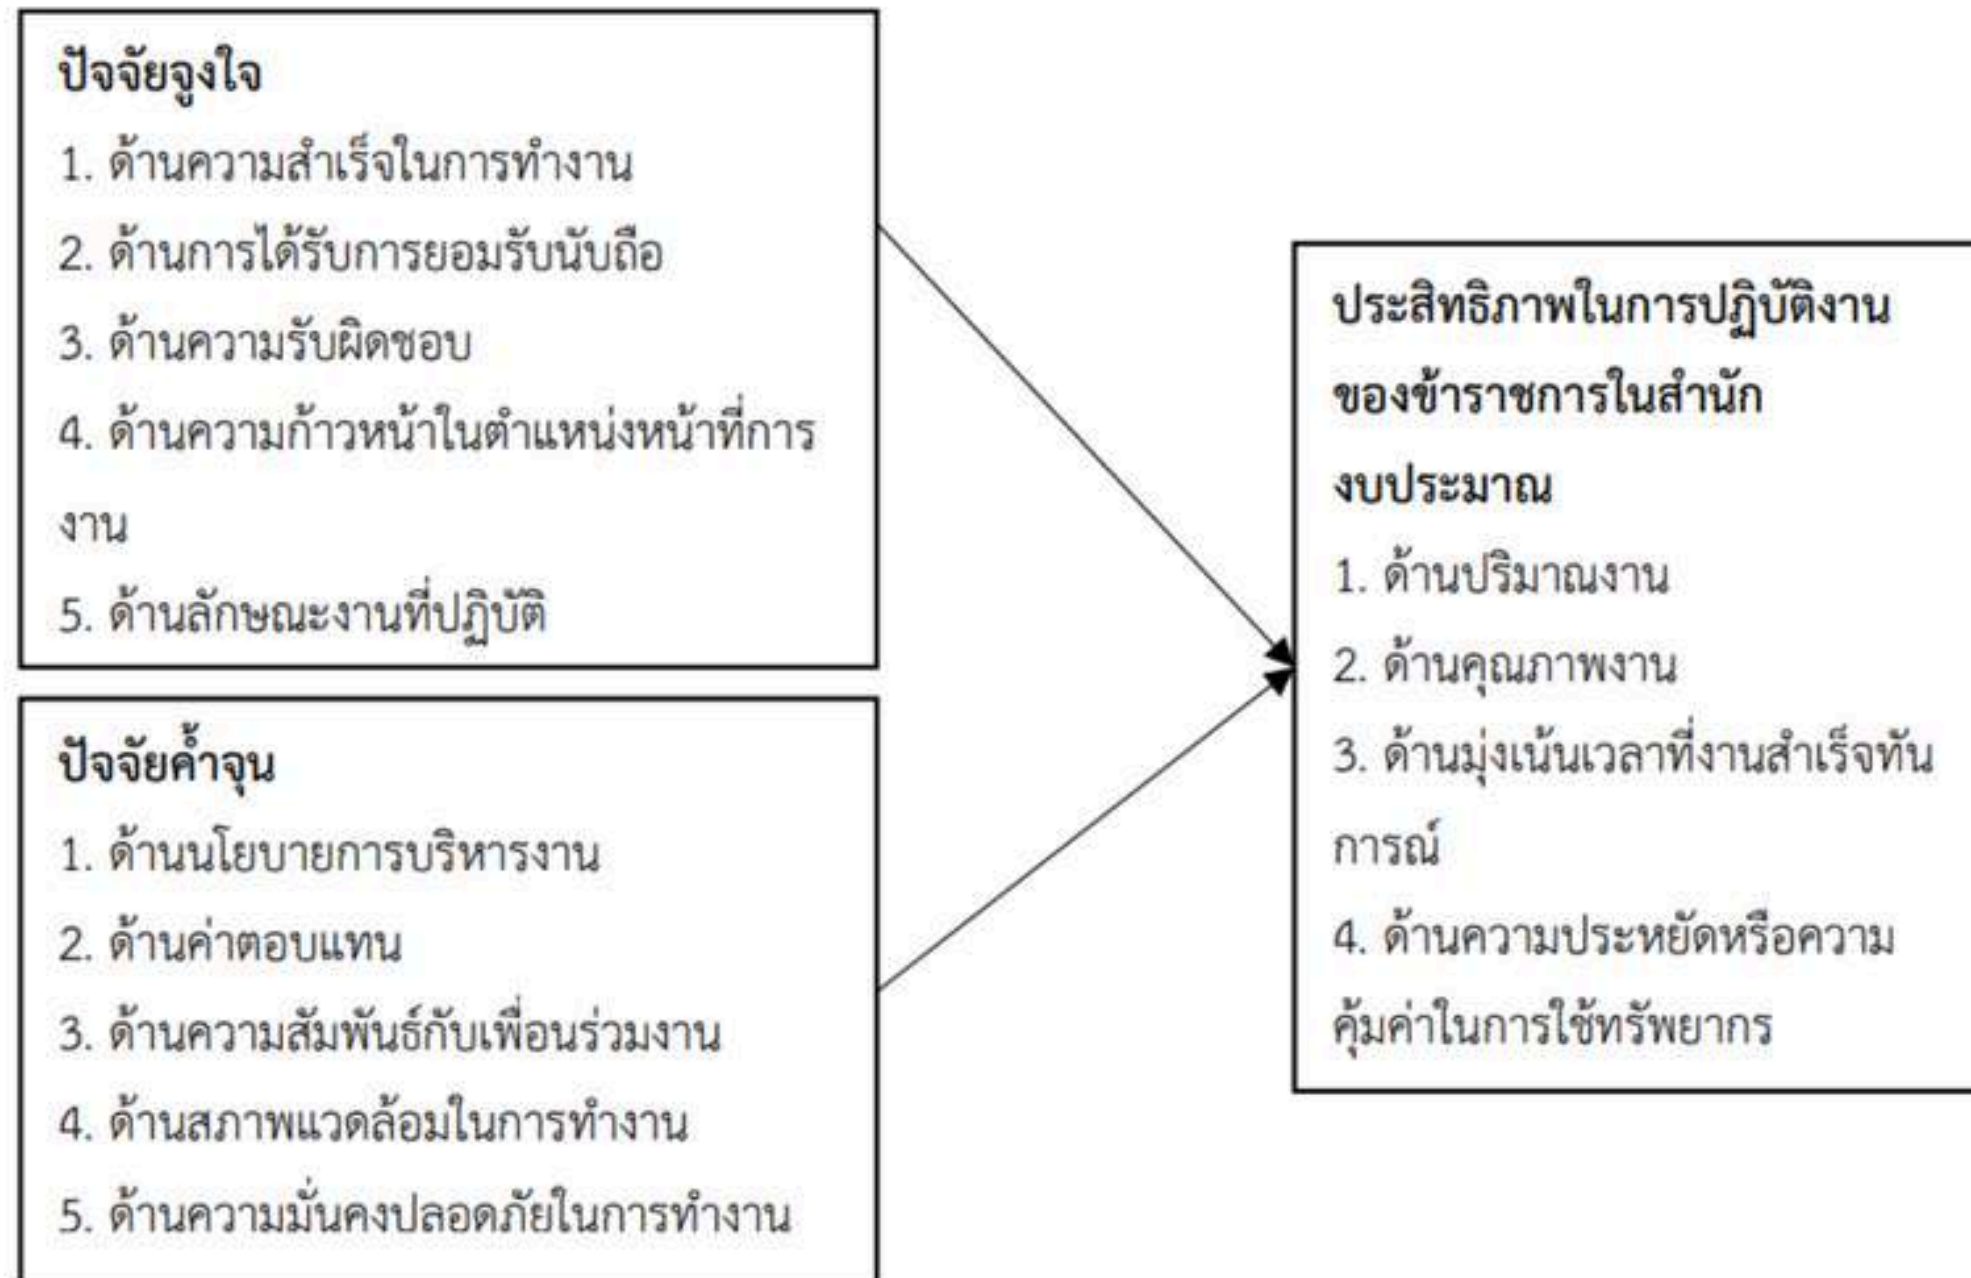 ปัจจัยจูงใจ
1. ด้านความสำเร็จในการทำงาน
2. ด้านการได้รับการยอมรับนับถือ
3. ด้านความรับผิดชอบ
4. ด้านความก้าวหน้าในตำแหน่งหน้าที่การ
งาน
5. ด้านลักษณะงานที่ปฏิบัติ
ปัจจัยค้ำจุน
1. ด้านนโยบายการบริหารงาน
2. ด้านค่าตอบแทน
3. ด้านความสัมพันธ์กับเพื่อนร่วมงาน
4. ด้านสภาพแวดล้อมในการทำงาน
5. ด้านความมั่นคงปลอดภัยในการทำงาน
ประสิทธิภาพในการปฏิบัติงาน
ของข้าราชการในสำนัก
งบประมาณ
1. ด้านปริมาณงาน
2. ด้านคุณภาพงาน
3. ด้านมุ่งเน้นเวลาที่งานสำเร็จทัน
การณ์
4. ด้านความประหยัดหรือความ
คุ้มค่าในการใช้ทรัพยากร